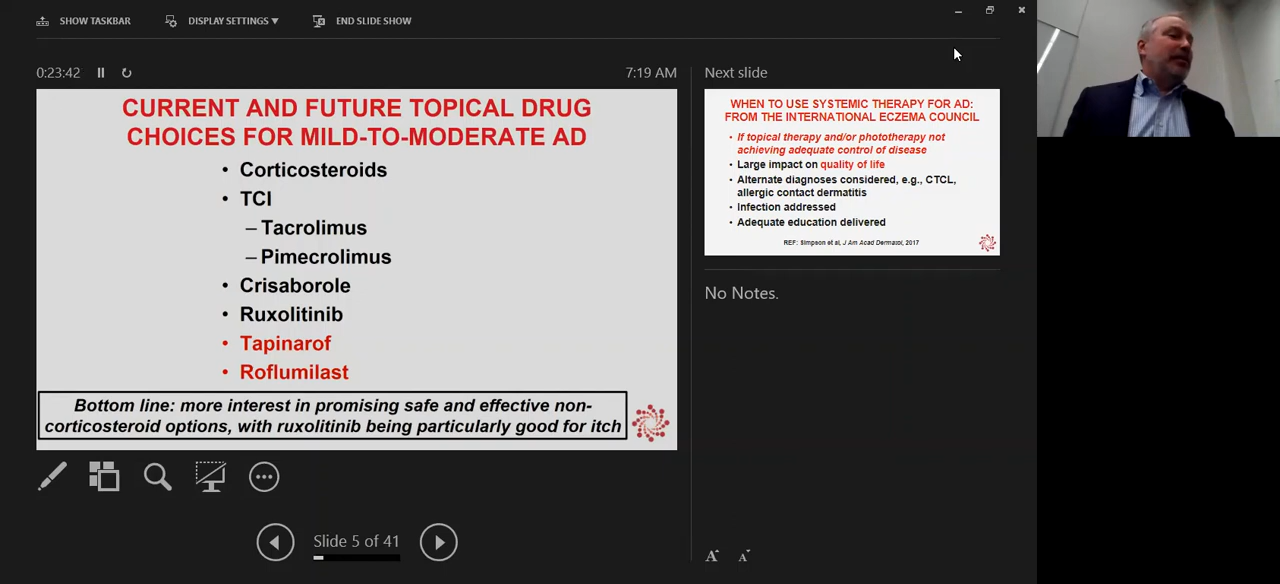 SHOW TASKBAR
DISPLAY SETTINGS ▼
END SLIDE SHOW
0:23:42
7:19 AM
CURRENT AND FUTURE TOPICAL DRUG
CHOICES FOR MILD-TO-MODERATE AD
• Corticosteroids
• TCI
– Tacrolimus
– Pimecrolimus
• Crisaborole
• Ruxolitinib
• Tapinarof
• Roflumilast
Bottom line: more interest in promising safe and effective non-
corticosteroid options, with ruxolitinib being particularly good for itch
Slide 5 of 41
Next slide
WHEN TO USE SYSTEMIC THERAPY FOR AD:
FROM THE INTERNATIONAL ECZEMA COUNCIL
• If topical therapy and/or phototherapy not
achieving adequate control of disease
• Large impact on quality of life
• Alternate diagnoses considered, e.g., CTCL,
allergic contact dermatitis
• Infection addressed
• Adequate education delivered
REF: Simpson et al, J Am Acad Dermatol, 2017
No Notes.
A A